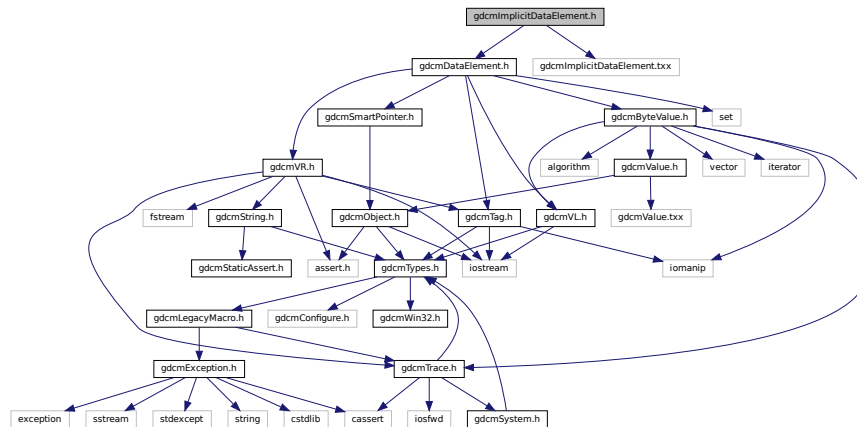 gdcmImplicitDataElement.h
gdcmDataElement.h
gdcmImplicitDataElement.txx
gdcmSmartPointer.h
gdcmByteValue.h
set
gdcmVR.h
algorithm
gdcmValue.h
vector
iterator
fstream
gdcmString.h
gdcmObject.h
gdcmTag.h
gdcmVL.h
gdcmValue.txx
gdcmStaticAssert.h
assert.h
gdcmTypes.h
iostream
iomanip
gdcmLegacyMacro.h
gdcmConfigure.h
gdcmWin32.h
gdcmException.h
gdcmTrace.h
exception
sstream
stdexcept
string
cstdlib
cassert
iosfwd
gdcmSystem.h